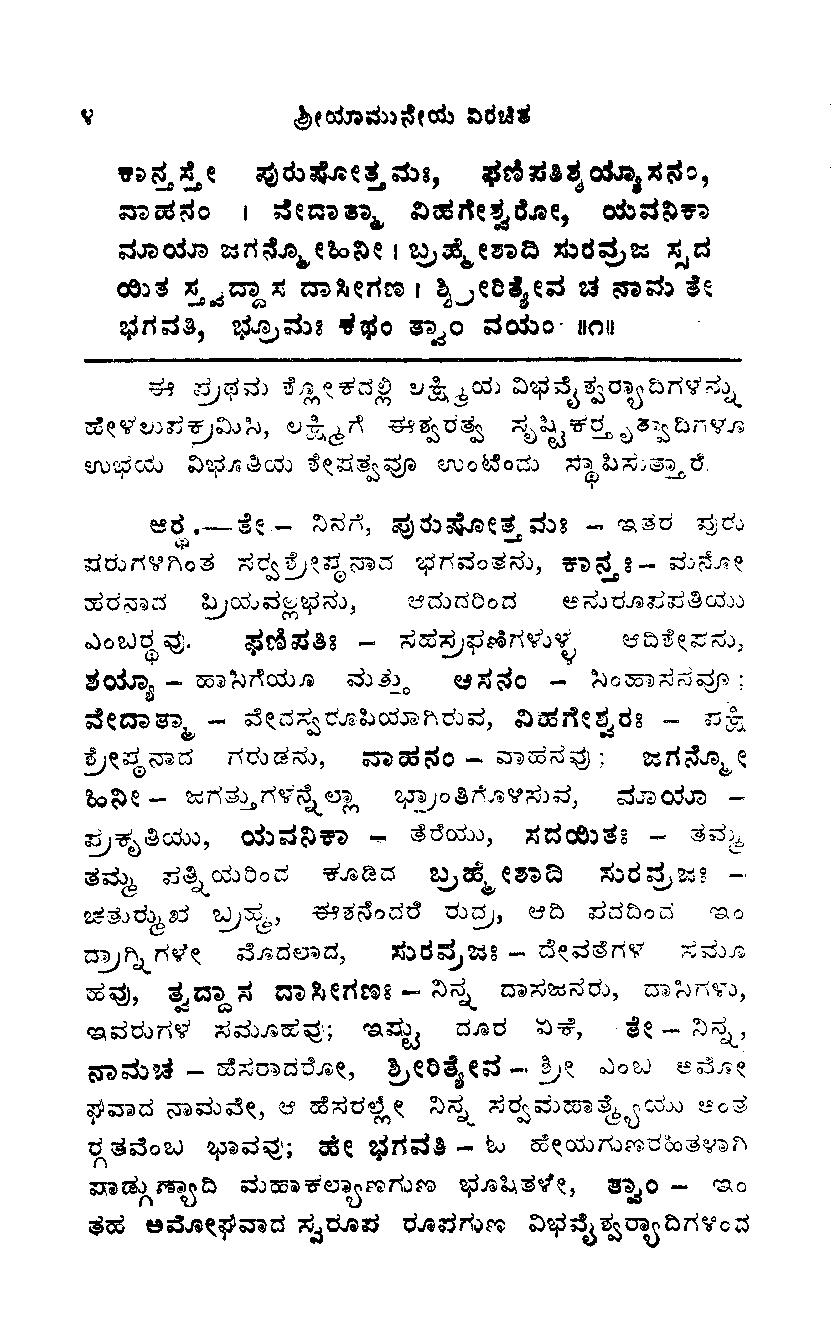 ೪ ಶ್ರೀಯಾಮುನೇಯ ವಿರಚಿತ
ಕಾನ್ತಸ್ತೇ ಪುರುಷೋತ್ತಮಃ, ಫಣಿಪತಿಶ್ಶಯ್ಯಾಸನಂ,
ವಾಹನಂ । ವೇದಾತ್ಮಾ ವಿಹಗೇಶ್ವರೋ, ಯವನಿಕಾ
ಮಾಯಾ ಜಗನ್ಮೋಹಿನೀ । ಬ್ರಹ್ಮೇಶಾದಿ ಸುರವ್ರಜ ಸ್ಸದ
ಯಿತ ಸ್ತ್ವದ್ದಾಸ ದಾಸೀಗಣ । ಶ್ಶ್ರೀರಿತ್ಯೇವ ಚ ನಾಮ ತೇ
ಭಗವತಿ, ಭ್ರೂಮಃ ಕಥಂ ತ್ವಾಂ ವಯಂ ॥೧॥
ಈ ಪ್ರಥಮ ಶ್ಲೋಕದಲ್ಲಿ ಲಕ್ಷ್ಮಿಯ ವಿಭವೈಶ್ವರ್ಯಾದಿಗಳನ್ನು
ಹೇಳಲುಪಕ್ರಮಿಸಿ, ಲಕ್ಷ್ಮಿಗೆ ಈಶ್ವರತ್ವ ಸೃಷ್ಟಿಕರ್ತೃತ್ವಾದಿಗಳೂ
ಉಭಯ ವಿಭೂತಿಯ ಶೇಷತ್ವವೂ ಉಂಟೆಂದು ಸ್ಥಾಪಿಸುತ್ತಾರೆ.
ಅರ್ಥ.—ತೇ – ನಿನಗೆ, ಪುರುಷೋತ್ತಮಃ – ಇತರ ಪುರು
ಷರುಗಳಿಗಿಂತ ಸರ್ವಶ್ರೇಷ್ಠನಾದ ಭಗವಂತನು, ಕಾನ್ತಃ – ಮನೋ
ಹರನಾದ ಪ್ರಿಯವಲ್ಲಭನು, ಆದುದರಿಂದ ಅನುರೂಪಪತಿಯು
ಎಂಬರ್ಥವು. ಫಣಿಪತಿಃ – ಸಹಸ್ರಫಣಿಗಳುಳ್ಳ ಆದಿಶೇಷನು,
ಶಯ್ಯಾ – ಹಾಸಿಗೆಯೂ ಮತ್ತು ಆಸನಂ – ಸಿಂಹಾಸನವೂ ;
ವೇದಾತ್ಮಾ – ವೇದಸ್ವರೂಪಿಯಾಗಿರುವ, ವಿಹಗೇಶ್ವರಃ – ಪಕ್ಷಿ
ಶ್ರೇಷ್ಠನಾದ ಗರುಡನು, ವಾಹನಂ – ವಾಹನವು ; ಜಗನ್ಮೋ
ಹಿನೀ – ಜಗತ್ತುಗಳನ್ನೆಲ್ಲಾ ಭ್ರಾಂತಿಗೊಳಿಸುವ, ಮಾಯಾ –
ಪ್ರಕೃತಿಯು, ಯವನಿಕಾ – ತೆರೆಯು, ಸದಯಿತಃ – ತಮ್ಮ
ತಮ್ಮ ಪತ್ನಿಯರಿಂದ ಕೂಡಿದ ಬ್ರಹ್ಮೇಶಾದಿ ಸುರವ್ರಜಃ –
ಚತುರ್ಮುಖ ಬ್ರಹ್ಮ, ಈಶನೆಂದರೆ ರುದ್ರ, ಆದಿ ಪದದಿಂದ ಇಂ
ದ್ರಾಗ್ನಿಗಳೇ ಮೊದಲಾದ, ಸುರವ್ರಜಃ – ದೇವತೆಗಳ ಸಮೂ
ಹವು, ತ್ವದ್ದಾಸ ದಾಸೀಗಣಃ – ನಿನ್ನ ದಾಸಜನರು, ದಾಸಿಗಳು,
ಇವರುಗಳ ಸಮೂಹವು; ಇಷ್ಟು ದೂರ ಏಕೆ, ತೇ – ನಿನ್ನ,
ನಾಮಚ – ಹೆಸರಾದರೋ, ಶ್ರೀರಿತ್ಯೇವ – ಶ್ರೀ ಎಂಬ ಅಮೋ
ಘವಾದ ನಾಮವೇ, ಆ ಹೆಸರಲ್ಲೇ ನಿನ್ನ ಸರ್ವಮಹಾತ್ಮ್ಯೆಯು ಅಂತ
ರ್ಗತವೆಂಬ ಭಾವವು; ಹೇ ಭಗವತಿ – ಓ ಹೇಯಗುಣರಹಿತಳಾಗಿ
ಷಾಡ್ಗುಣ್ಯಾದಿ ಮಹಾಕಲ್ಯಾಣಗುಣ ಭೂಷಿತಳೇ, ತ್ವಾಂ – ಇಂ
ತಹ ಅಮೋಘವಾದ ಸ್ವರೂಪ ರೂಪಗುಣ ವಿಭವೈಶ್ವರ್ಯಾದಿಗಳಿಂದ